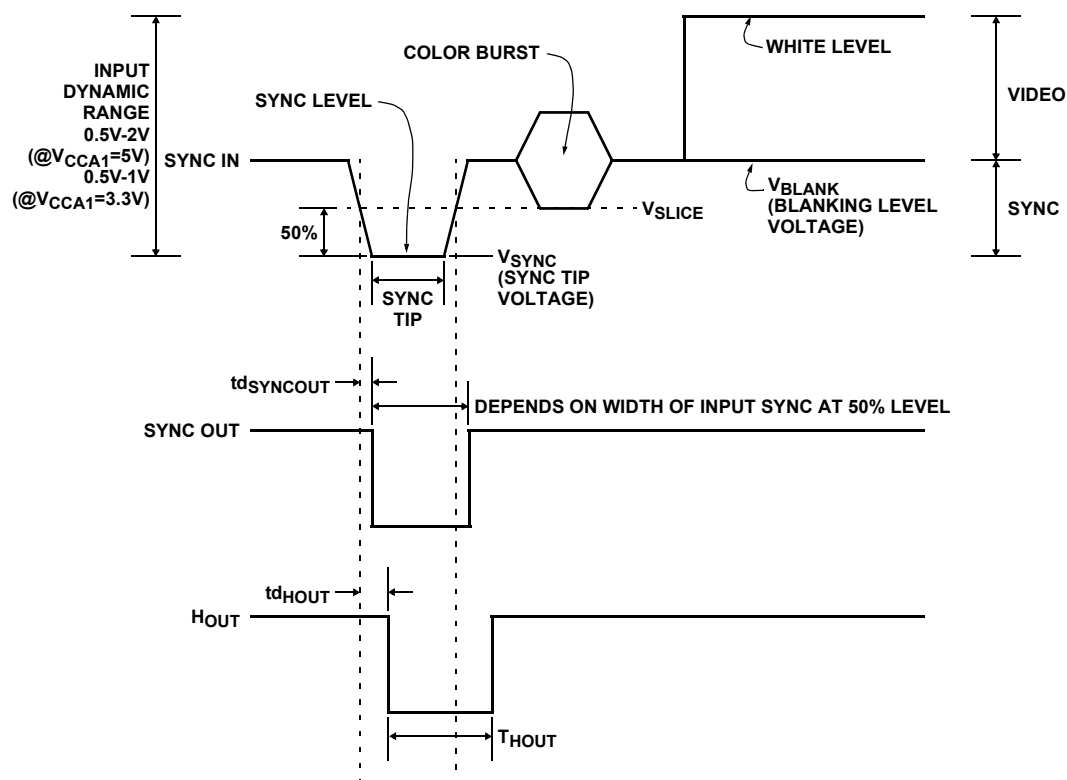 INPUT
DYNAMIC
RANGE
0.5V-2V
(@VCCA1=5V)
0.5V-1V
(@VCCA1=3.3V)
SYNC IN
SYNC LEVEL
COLOR BURST
WHITE LEVEL
VIDEO
SYNC
VBLANK
(BLANKING LEVEL
VOLTAGE)
VSLICE
50%
VSYNC
(SYNC TIP
VOLTAGE)
SYNC
TIP
tdSYNCOUT
DEPENDS ON WIDTH OF INPUT SYNC AT 50% LEVEL
SYNC OUT
tdHOUT
HOUT
THOUT